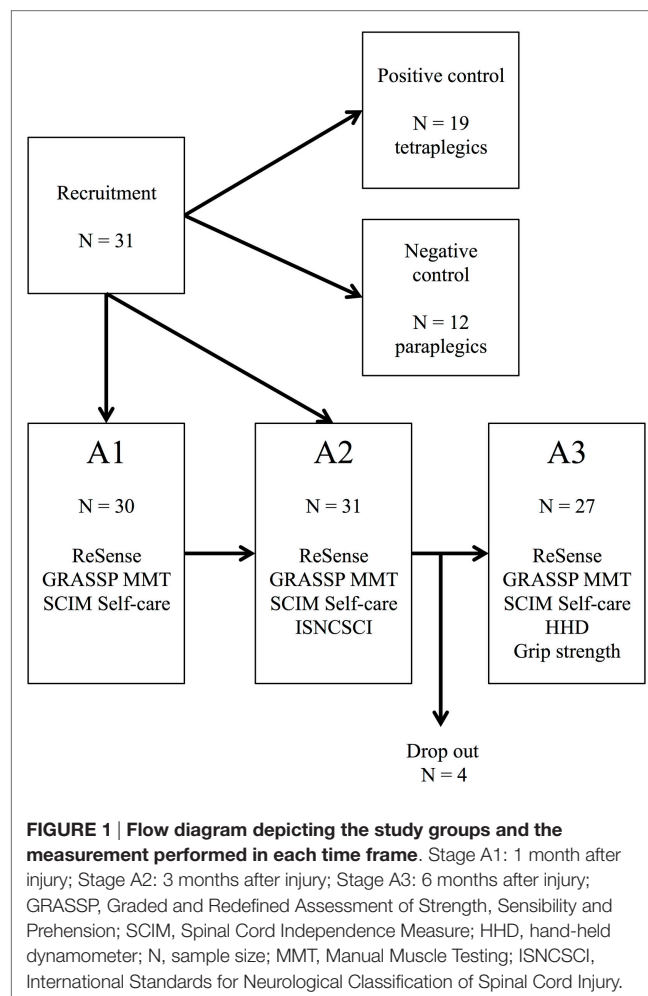 Positive control
N = 19
tetraplegics
Recruitment
N = 31
Negative
control
N = 12
paraplegics
A1
N = 30
ReSense
GRASSP MMT
SCIM Self-care
A2
N = 31
ReSense
GRASSP MMT
SCIM Self-care
ISNCSCI
A3
N = 27
ReSense
GRASSP MMT
SCIM Self-care
HHD
Grip strength
Drop out
N = 4
FIGURE 1 | Flow diagram depicting the study groups and the
measurement performed in each time frame. Stage A1: 1 month after
injury; Stage A2: 3 months after injury; Stage A3: 6 months after injury;
GRASSP, Graded and Redefined Assessment of Strength, Sensibility and
Prehension; SCIM, Spinal Cord Independence Measure; HHD, hand-held
dynamometer; N, sample size; MMT, Manual Muscle Testing; ISNCSCI,
International Standards for Neurological Classification of Spinal Cord Injury.